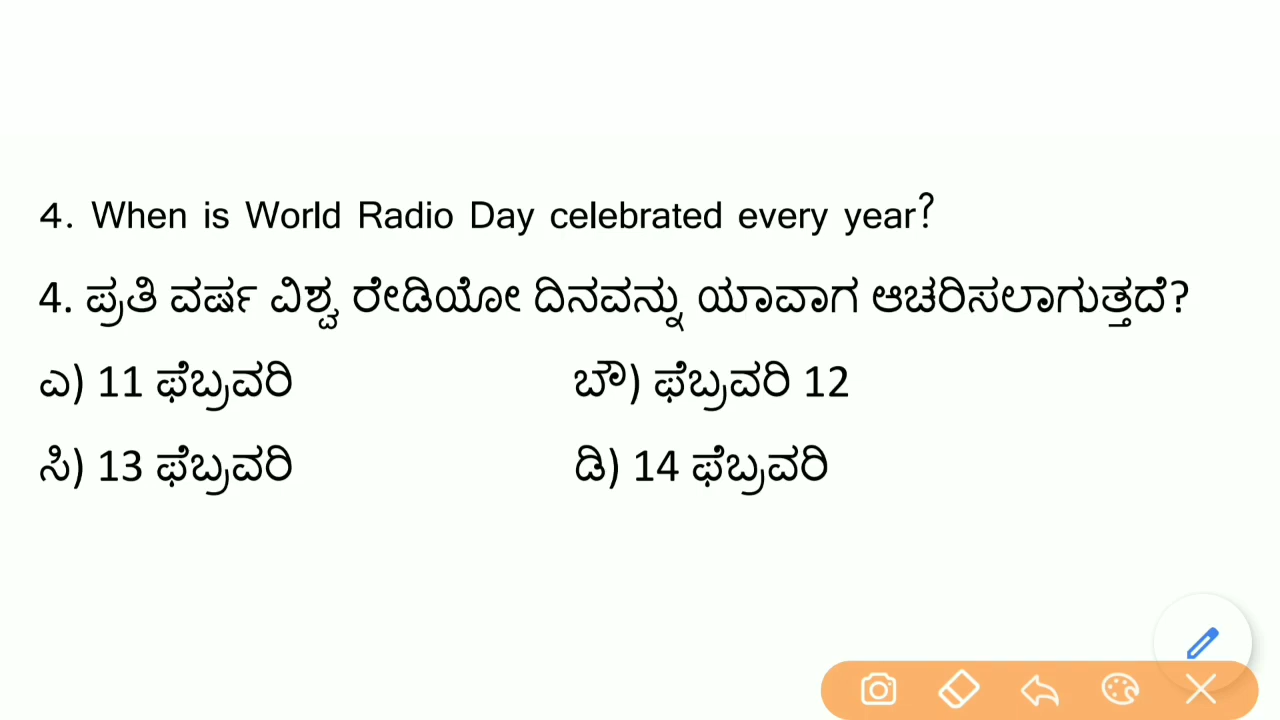 4. When is World Radio Day celebrated every year?
4. ಪ್ರತಿ ವರ್ಷ ವಿಶ್ವ ರೇಡಿಯೋ ದಿನವನ್ನು ಯಾವಾಗ ಆಚರಿಸಲಾಗುತ್ತದೆ?
ಎ) 11 ಫೆಬ್ರವರಿ ಬೌ) ಫೆಬ್ರವರಿ 12
ಸಿ) 13 ಫೆಬ್ರವರಿ ಡಿ) 14 ಫೆಬ್ರವರಿ